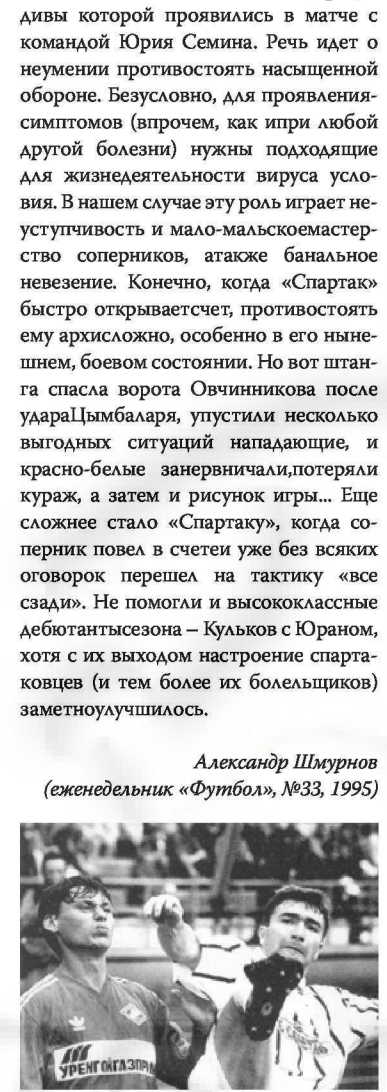 дивы которой проявились в матче с
командой Юрия Семина. Речь идет о
неумении противостоять насыщенной
обороне. Безусловно, для проявления-
симптомов (впрочем, как ипри любой
другой болезни) нужны подходящие
для жизнедеятельности вируса усло-
вия. В нашем случае эту роль играет не-
уступчивость и мало-мальскоемастер-
ство соперников, атакже банальное
невезение. Конечно, когда «Спартак»
быстро открываетсчет, противостоять
ему архисложно, особенно в его ныне-
шнем, боевом состоянии. Но вот штан-
га спасла ворота Овчинникова после
удараЦымбаларя, упустили несколько
выгодных ситуаций нападающие, и
красно-белые занервничали,потеряли
кураж, а затем и рисунок игры... Еще
сложнее стало «Спартаку», когда со-
перник повел в счетеи уже без всяких
оговорок перешел на тактику «все
сзади». Не помогли и высококлассные
дебютантысезона – Кульков с Юраном,
хотя с их выходом настроение спарта-
ковцев (и тем более их болельщиков)
заметноулучшилось.
Александр Шмурнов
(еженедельник «Футбол», №33, 1995)
УРЕНГОЙГАЗПРОМ